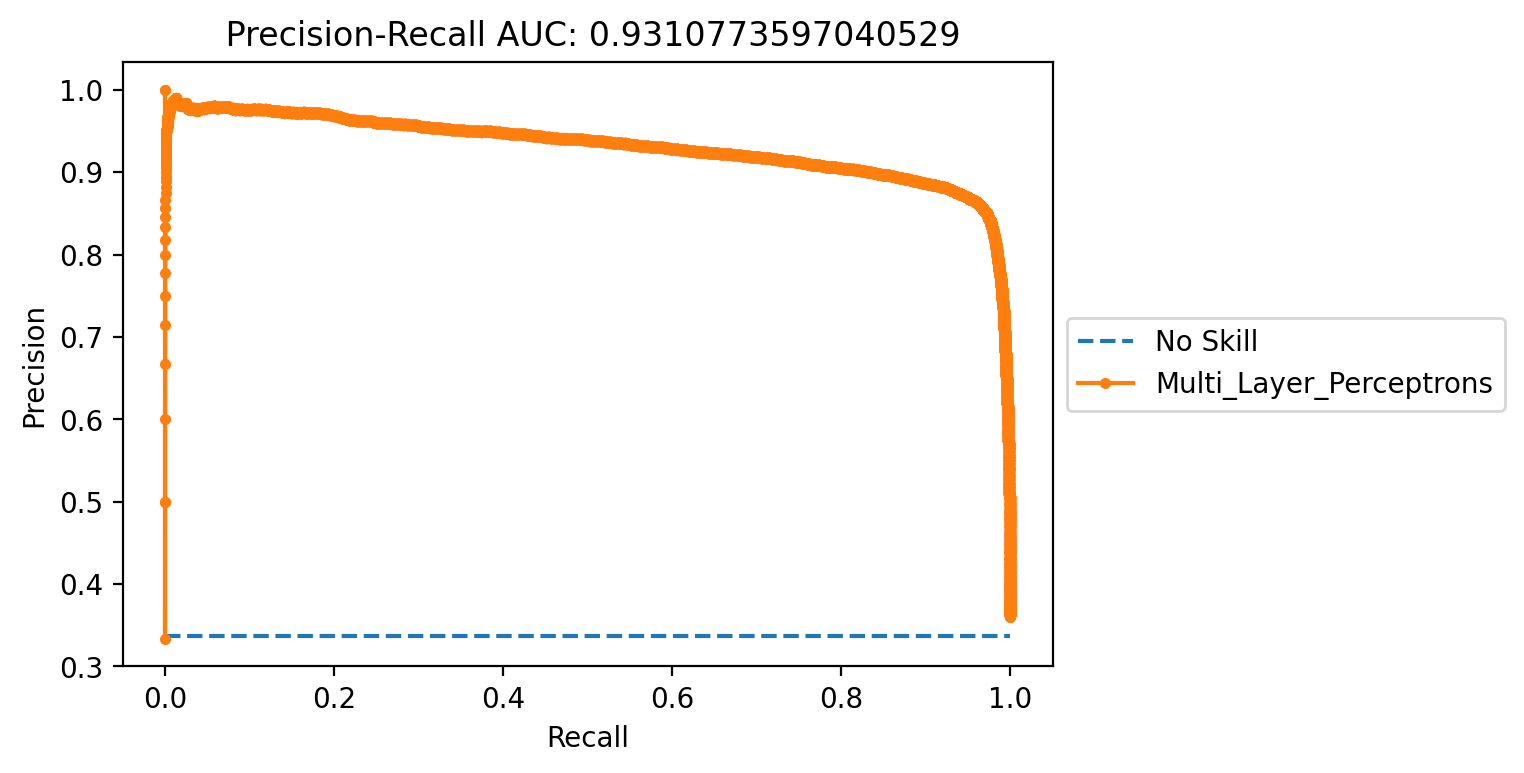 Precision-Recall AUC: 0.9310773597040529
1.0
0.9
0.8
0.7
0.6
0.5
0.4
0.3
Precision
0.0 0.2 0.4 0.6 0.8 1.0
Recall
No Skill
Multi_Layer_Perceptrons